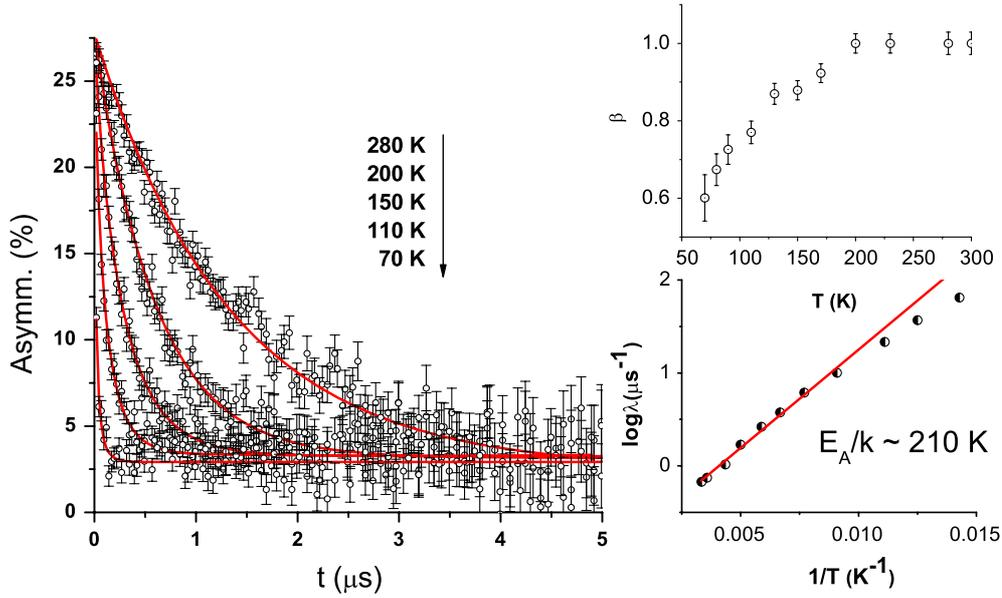 Asymm. (%)
25
20
15
10
5
0
0 1 2 3 4 5
t (μs)
280 K
200 K
150 K
110 K
70 K
β
1.0
0.8
0.6
50 100 150 200 250 300
T (K)
logλ(μs⁻¹)
2
1
0
E_A/k ~ 210 K
0.005 0.010 0.015
1/T (K⁻¹)